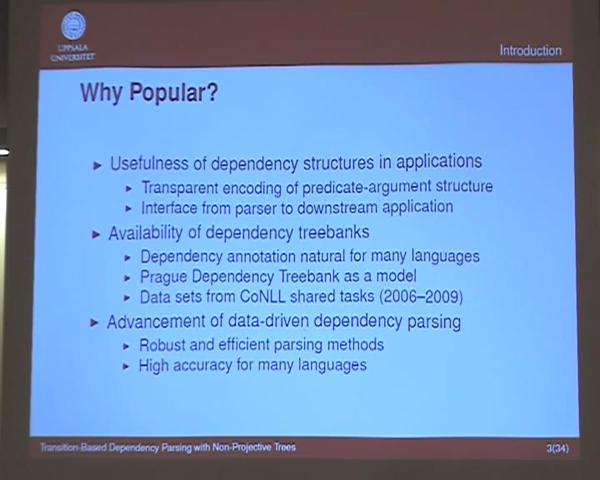 UPPSALA
UNIVERSITET
Introduction
Why Popular?
Usefulness of dependency structures in applications
Transparent encoding of predicate-argument structure
Interface from parser to downstream application
Availability of dependency treebanks
Dependency annotation natural for many languages
Prague Dependency Treebank as a model
Data sets from CoNLL shared tasks (2006–2009)
Advancement of data-driven dependency parsing
Robust and efficient parsing methods
High accuracy for many languages
Transition-Based Dependency Parsing with Non-Projective Trees
3(34)